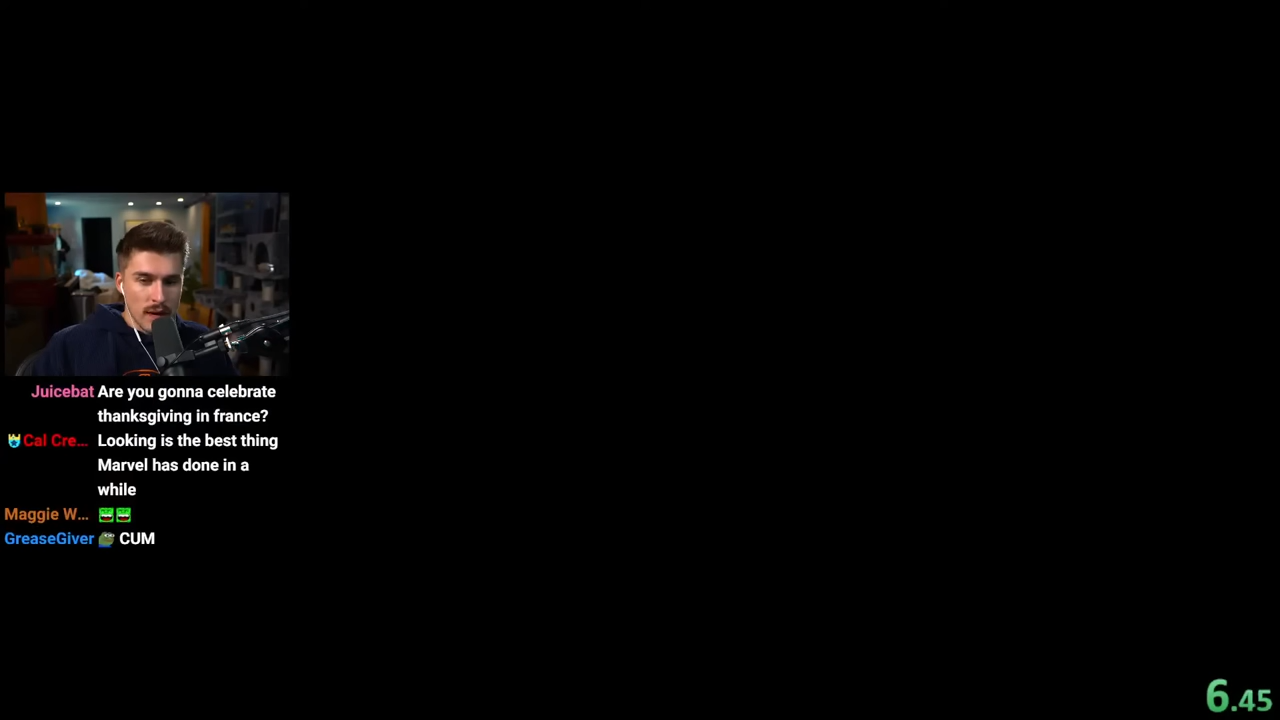 Juicebat Are you gonna celebrate
thanksgiving in france?
Cal Cre... Looking is the best thing
Marvel has done in a
while
Maggie W...
GreaseGiver CUM
6.45